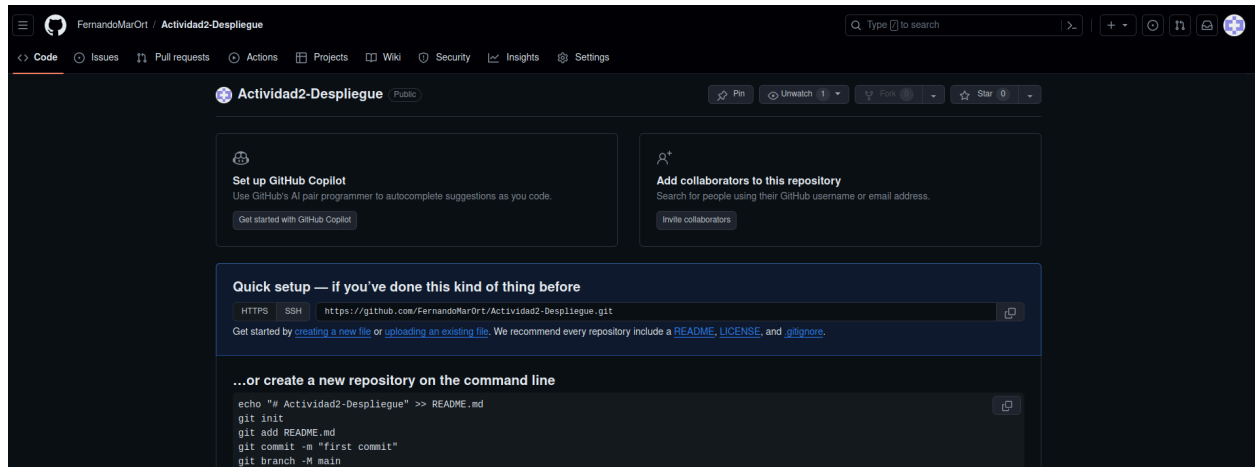 FernandoMarOrt / Actividad2-Despliegue
Type / to search
Code Issues Pull requests Actions Projects Wiki Security Insights Settings
Actividad2-Despliegue Public
Pin Unwatch 1 Fork 0 Star 0
Set up GitHub Copilot
Use GitHub's AI pair programmer to autocomplete suggestions as you code.
Get started with GitHub Copilot
Add collaborators to this repository
Search for people using their GitHub username or email address.
Invite collaborators
Quick setup — if you've done this kind of thing before
HTTPS SSH https://github.com/FernandoMarOrt/Actividad2-Despliegue.git
Get started by creating a new file or uploading an existing file. We recommend every repository include a README, LICENSE, and .gitignore.
…or create a new repository on the command line
echo "# Actividad2-Despliegue" >> README.md
git init
git add README.md
git commit -m "first commit"
git branch -M main